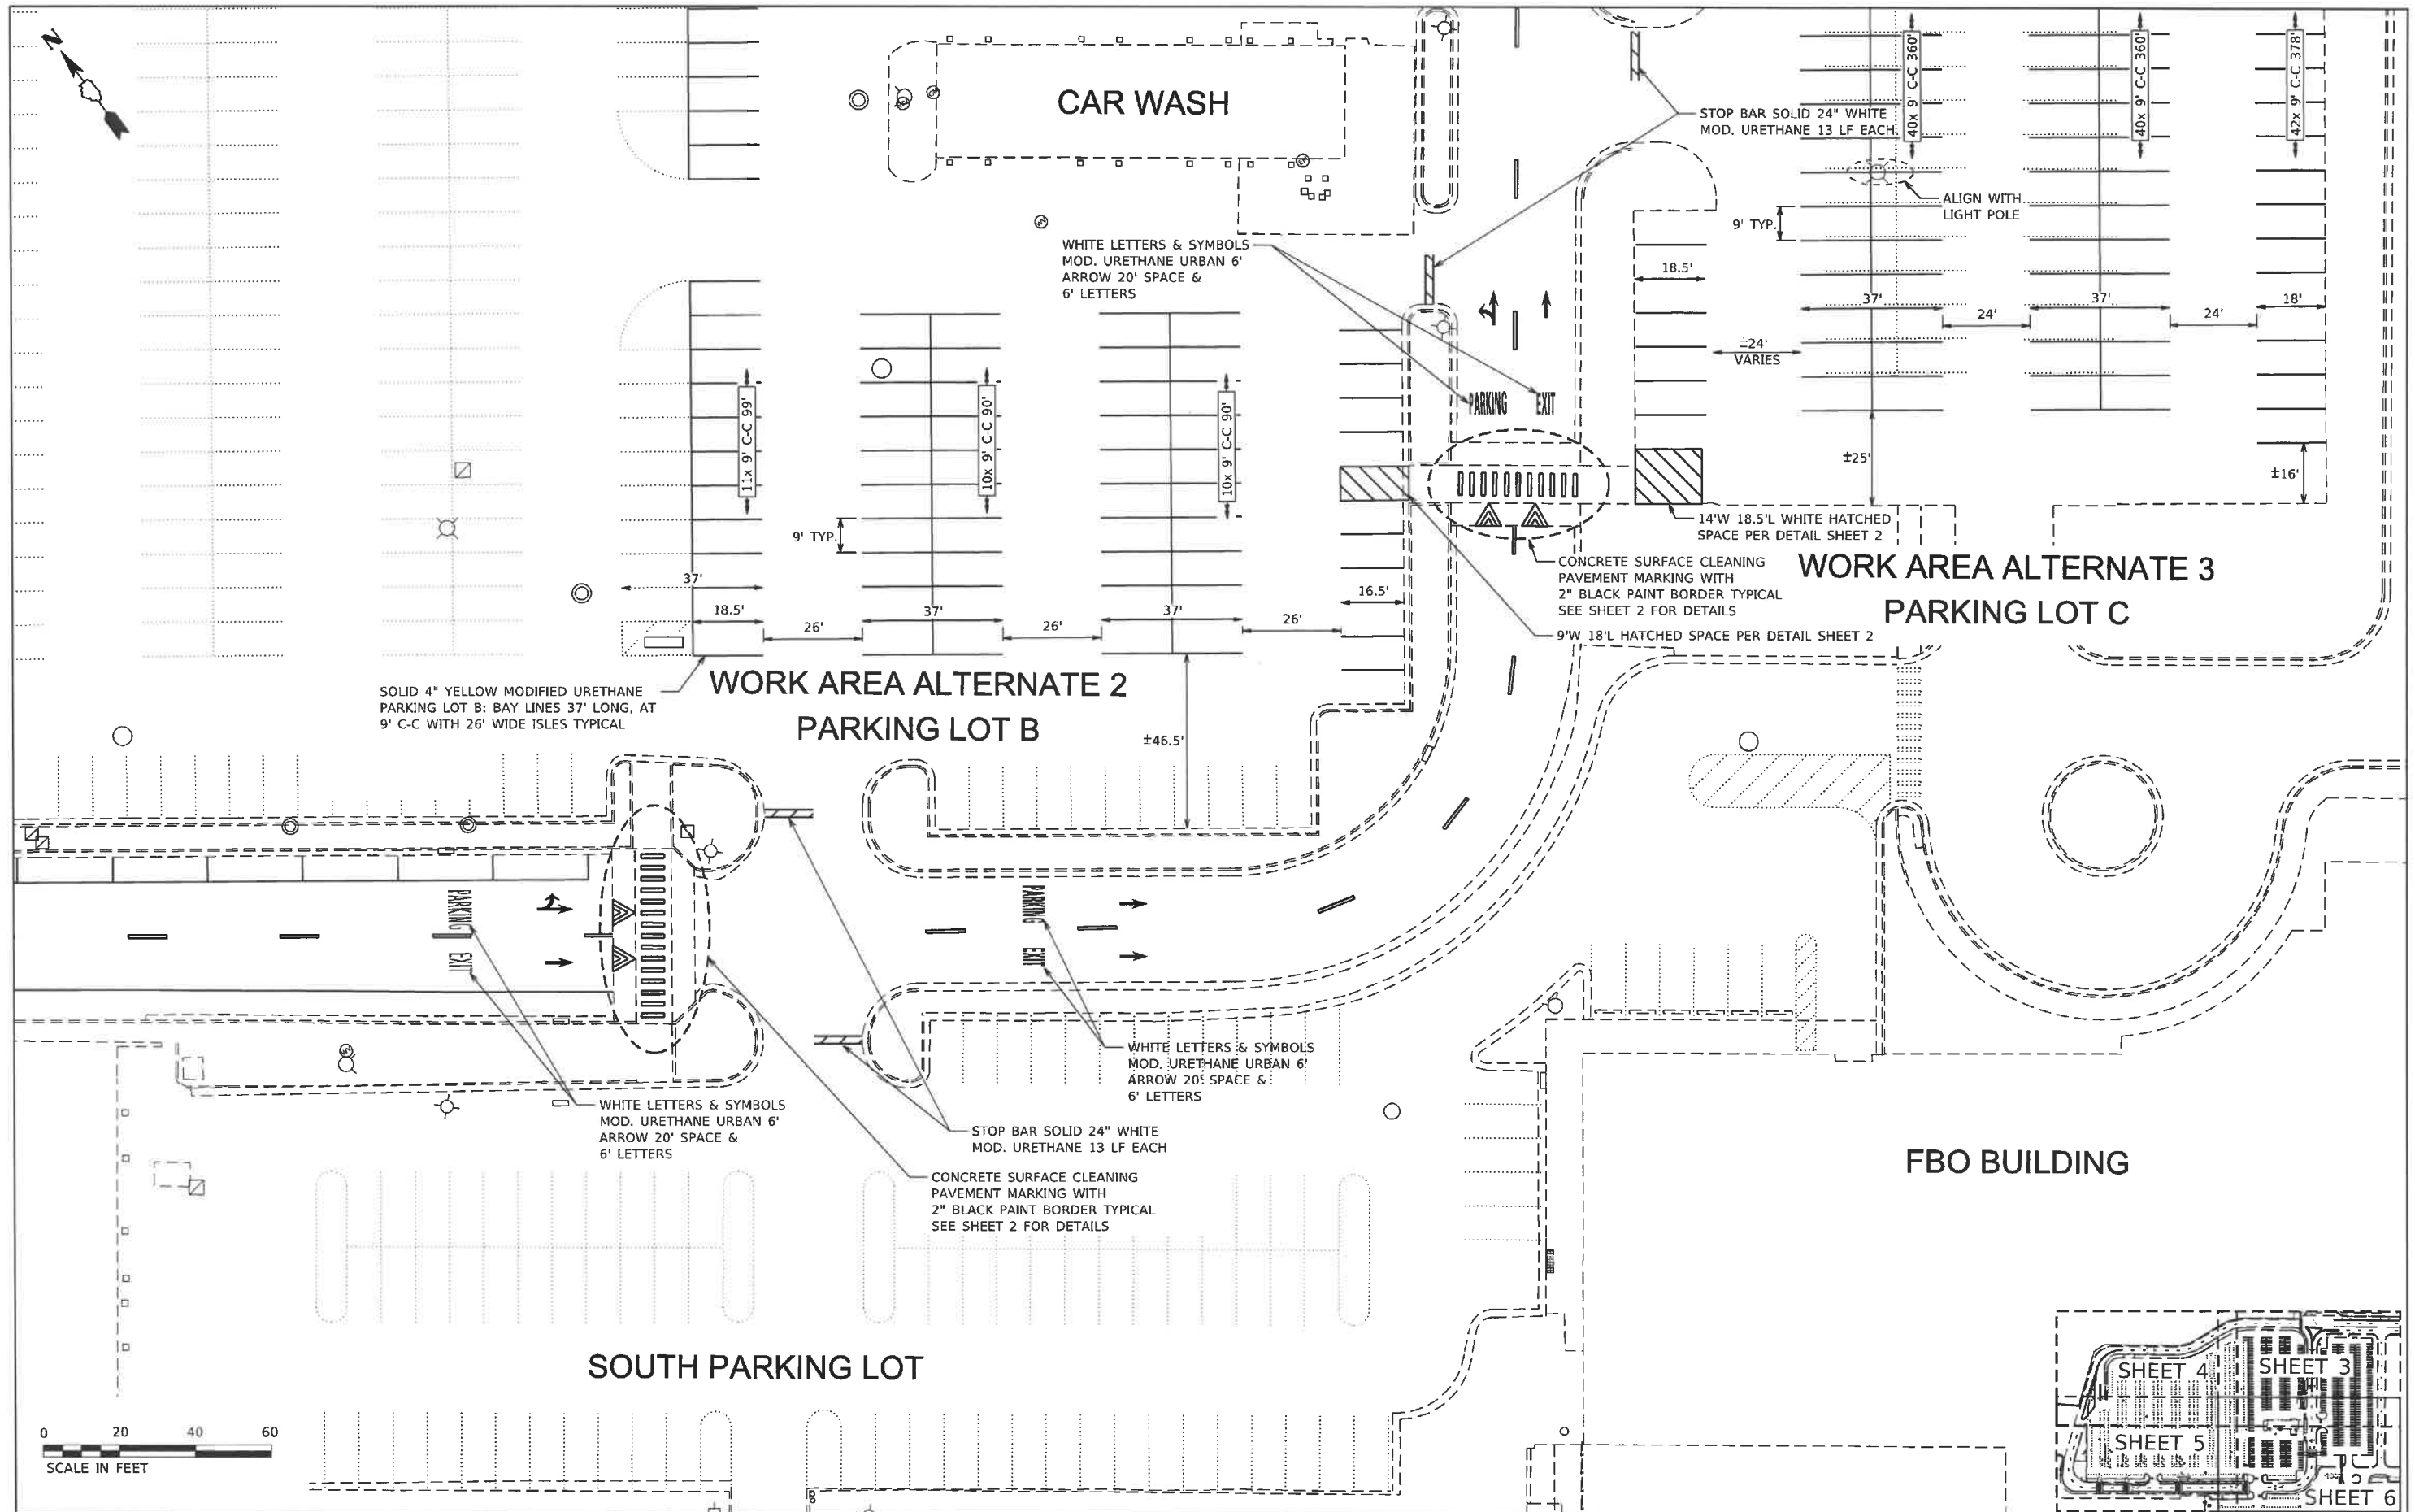 N
CAR WASH
40x 9' C-C 360'
40x 9' C-C 360'
42x 9' C-C 378'
STOP BAR SOLID 24" WHITE
MOD. URETHANE 13 LF EACH
ALIGN WITH
LIGHT POLE
9' TYP.
WHITE LETTERS & SYMBOLS
MOD. URETHANE URBAN 6'
ARROW 20' SPACE &
6' LETTERS
18.5'
37'
24'
37'
24'
18'
±24'
VARIES
11x 9' C-C 99'
10x 9' C-C 90'
10x 9' C-C 90'
PARKING
EXIT
±25'
±16'
9' TYP.
14'W 18.5'L WHITE HATCHED
SPACE PER DETAIL SHEET 2
CONCRETE SURFACE CLEANING
PAVEMENT MARKING WITH
2" BLACK PAINT BORDER TYPICAL
SEE SHEET 2 FOR DETAILS
WORK AREA ALTERNATE 3
PARKING LOT C
9'W 18'L HATCHED SPACE PER DETAIL SHEET 2
37'
18.5'
26'
37'
26'
37'
26'
16.5'
SOLID 4" YELLOW MODIFIED URETHANE
PARKING LOT B: BAY LINES 37' LONG, AT
9' C-C WITH 26' WIDE ISLES TYPICAL
WORK AREA ALTERNATE 2
PARKING LOT B
±46.5'
PARKING
EXIT
PARKING
EXIT
WHITE LETTERS & SYMBOLS
MOD. URETHANE URBAN 6'
ARROW 20' SPACE &
6' LETTERS
WHITE LETTERS & SYMBOLS
MOD. URETHANE URBAN 6'
ARROW 20' SPACE &
6' LETTERS
STOP BAR SOLID 24" WHITE
MOD. URETHANE 13 LF EACH
CONCRETE SURFACE CLEANING
PAVEMENT MARKING WITH
2" BLACK PAINT BORDER TYPICAL
SEE SHEET 2 FOR DETAILS
FBO BUILDING
SOUTH PARKING LOT
0 20 40 60
SCALE IN FEET
SHEET 4
SHEET 3
SHEET 5
SHEET 6